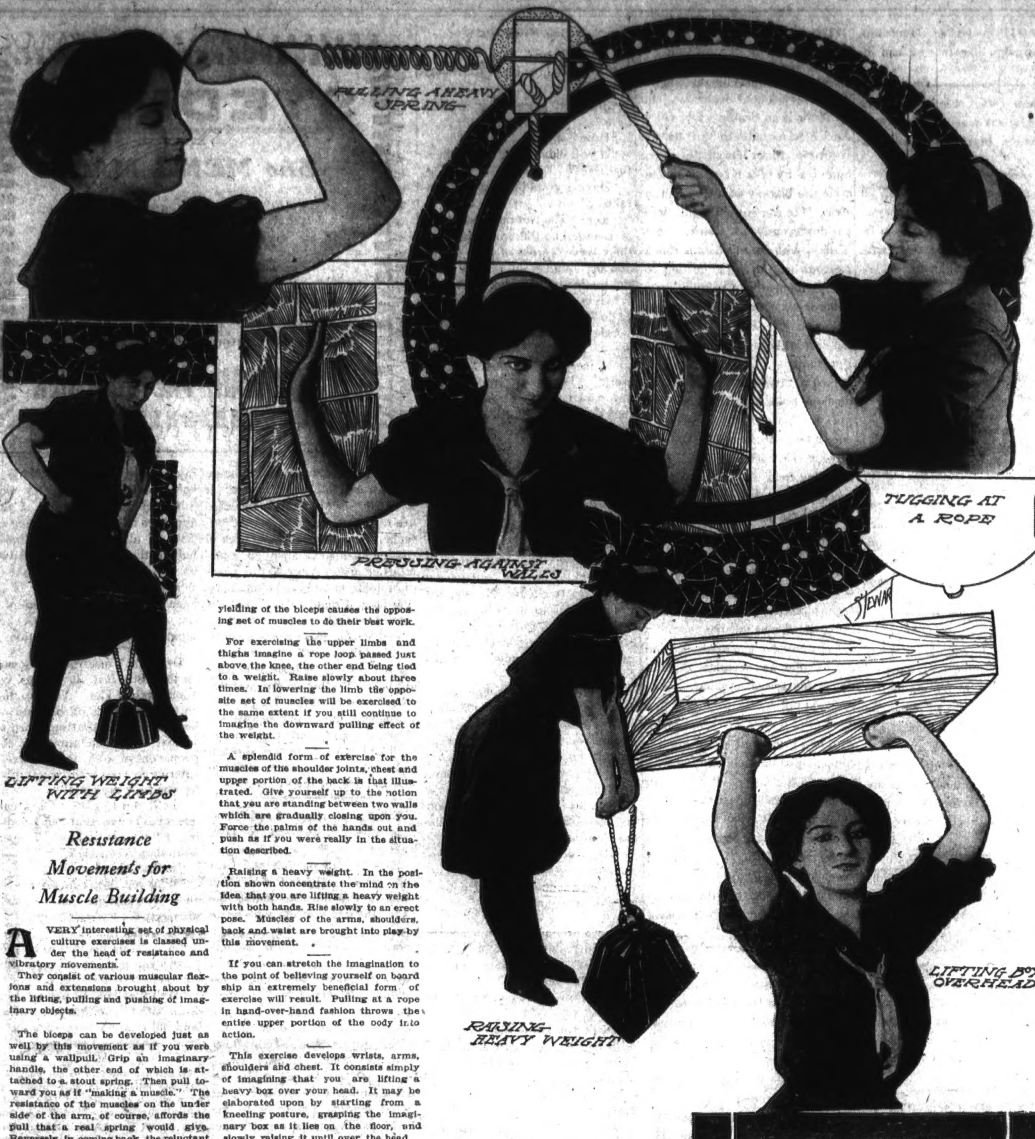 PULLING A HEAVY
SPRING
TUGGING AT
A ROPE
PRESSING AGAINST
WALLS
STEWART
LIFTING WEIGHT
WITH LIMBS
RAISING
HEAVY WEIGHT
LIFTING BO
OVERHEAD
Resistance
Movements for
Muscle Building
A VERY interesting set of physical
culture exercises is classed un-
der the head of resistance and
vibratory movements.
They consist of various muscular flex-
ions and extensions brought about by
the lifting, pulling and pushing of imag-
inary objects.
The biceps can be developed just as
well by this movement as if you were
using a wallpull. Grip an imaginary
handle, the other end of which is at-
tached to a stout spring. Then pull to-
ward you as if "making a muscle." The
resistance of the muscles on the under
side of the arm, of course, affords the
pull that a real spring would give.
Reversely, in coming back, the reluctant
yielding of the biceps causes the oppos-
ing set of muscles to do their best work.
For exercising the upper limbs and
thighs imagine a rope loop passed just
above the knee, the other end being tied
to a weight. Raise slowly about three
times. In lowering the limb the oppo-
site set of muscles will be exercised to
the same extent if you still continue to
imagine the downward pulling effect of
the weight.
A splendid form of exercise for the
muscles of the shoulder joints, chest and
upper portion of the back is that illus-
trated. Give yourself up to the notion
that you are standing between two walls
which are gradually closing upon you.
Force the palms of the hands out and
push as if you were really in the situa-
tion described.
Raising a heavy weight. In the posi-
tion shown concentrate the mind on the
idea that you are lifting a heavy weight
with both hands. Rise slowly to an erect
pose. Muscles of the arms, shoulders,
back and waist are brought into play by
this movement.
If you can stretch the imagination to
the point of believing yourself on board
ship an extremely beneficial form of
exercise will result. Pulling at a rope
in hand-over-hand fashion throws the
entire upper portion of the body into
action.
This exercise develops wrists, arms,
shoulders and chest. It consists simply
of imagining that you are lifting a
heavy box over your head. It may be
elaborated upon by starting from a
kneeling posture, grasping the imagi-
nary box as it lies on the floor, and
slowly raising it until over the head.